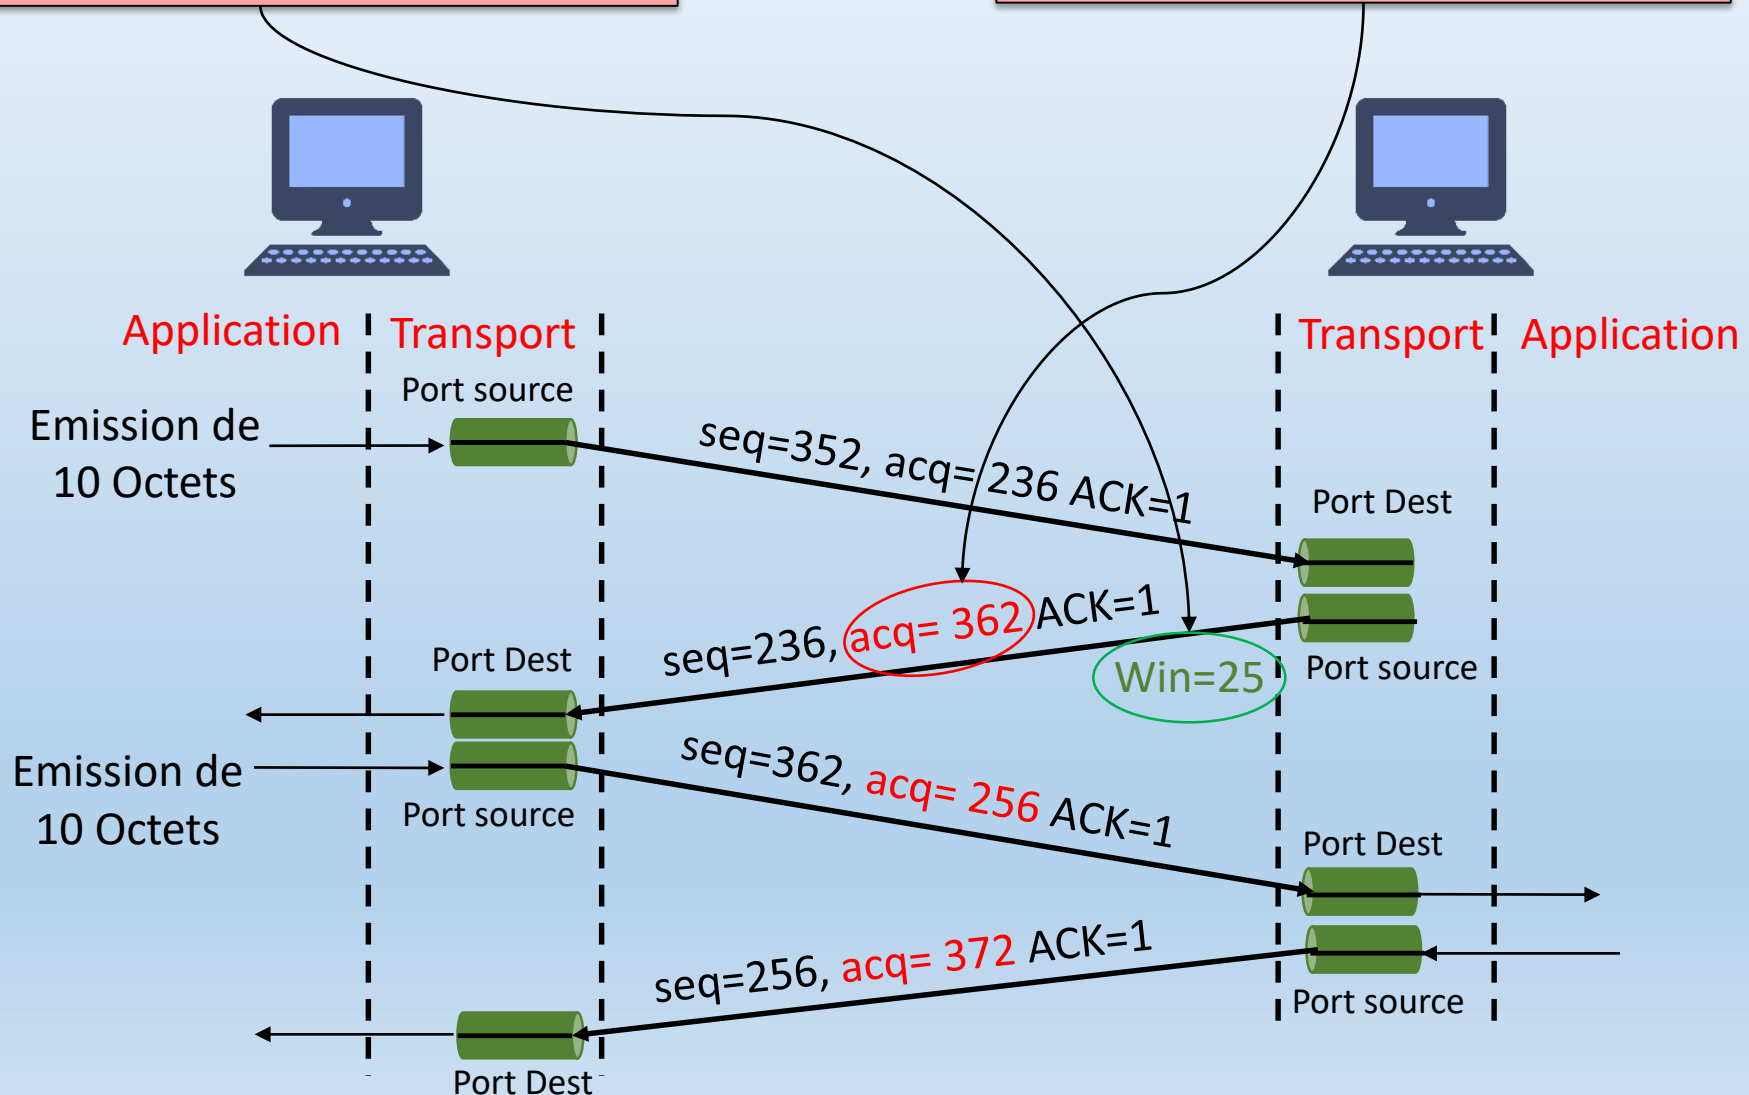 Application
Transport
Transport
Application
Port source
Emission de
10 Octets
seq=352, acq= 236 ACK=1
Port Dest
seq=236, acq= 362 ACK=1
Win=25
Port source
Port Dest
Emission de
10 Octets
Port source
seq=362, acq= 256 ACK=1
Port Dest
seq=256, acq= 372 ACK=1
Port source
Port Dest